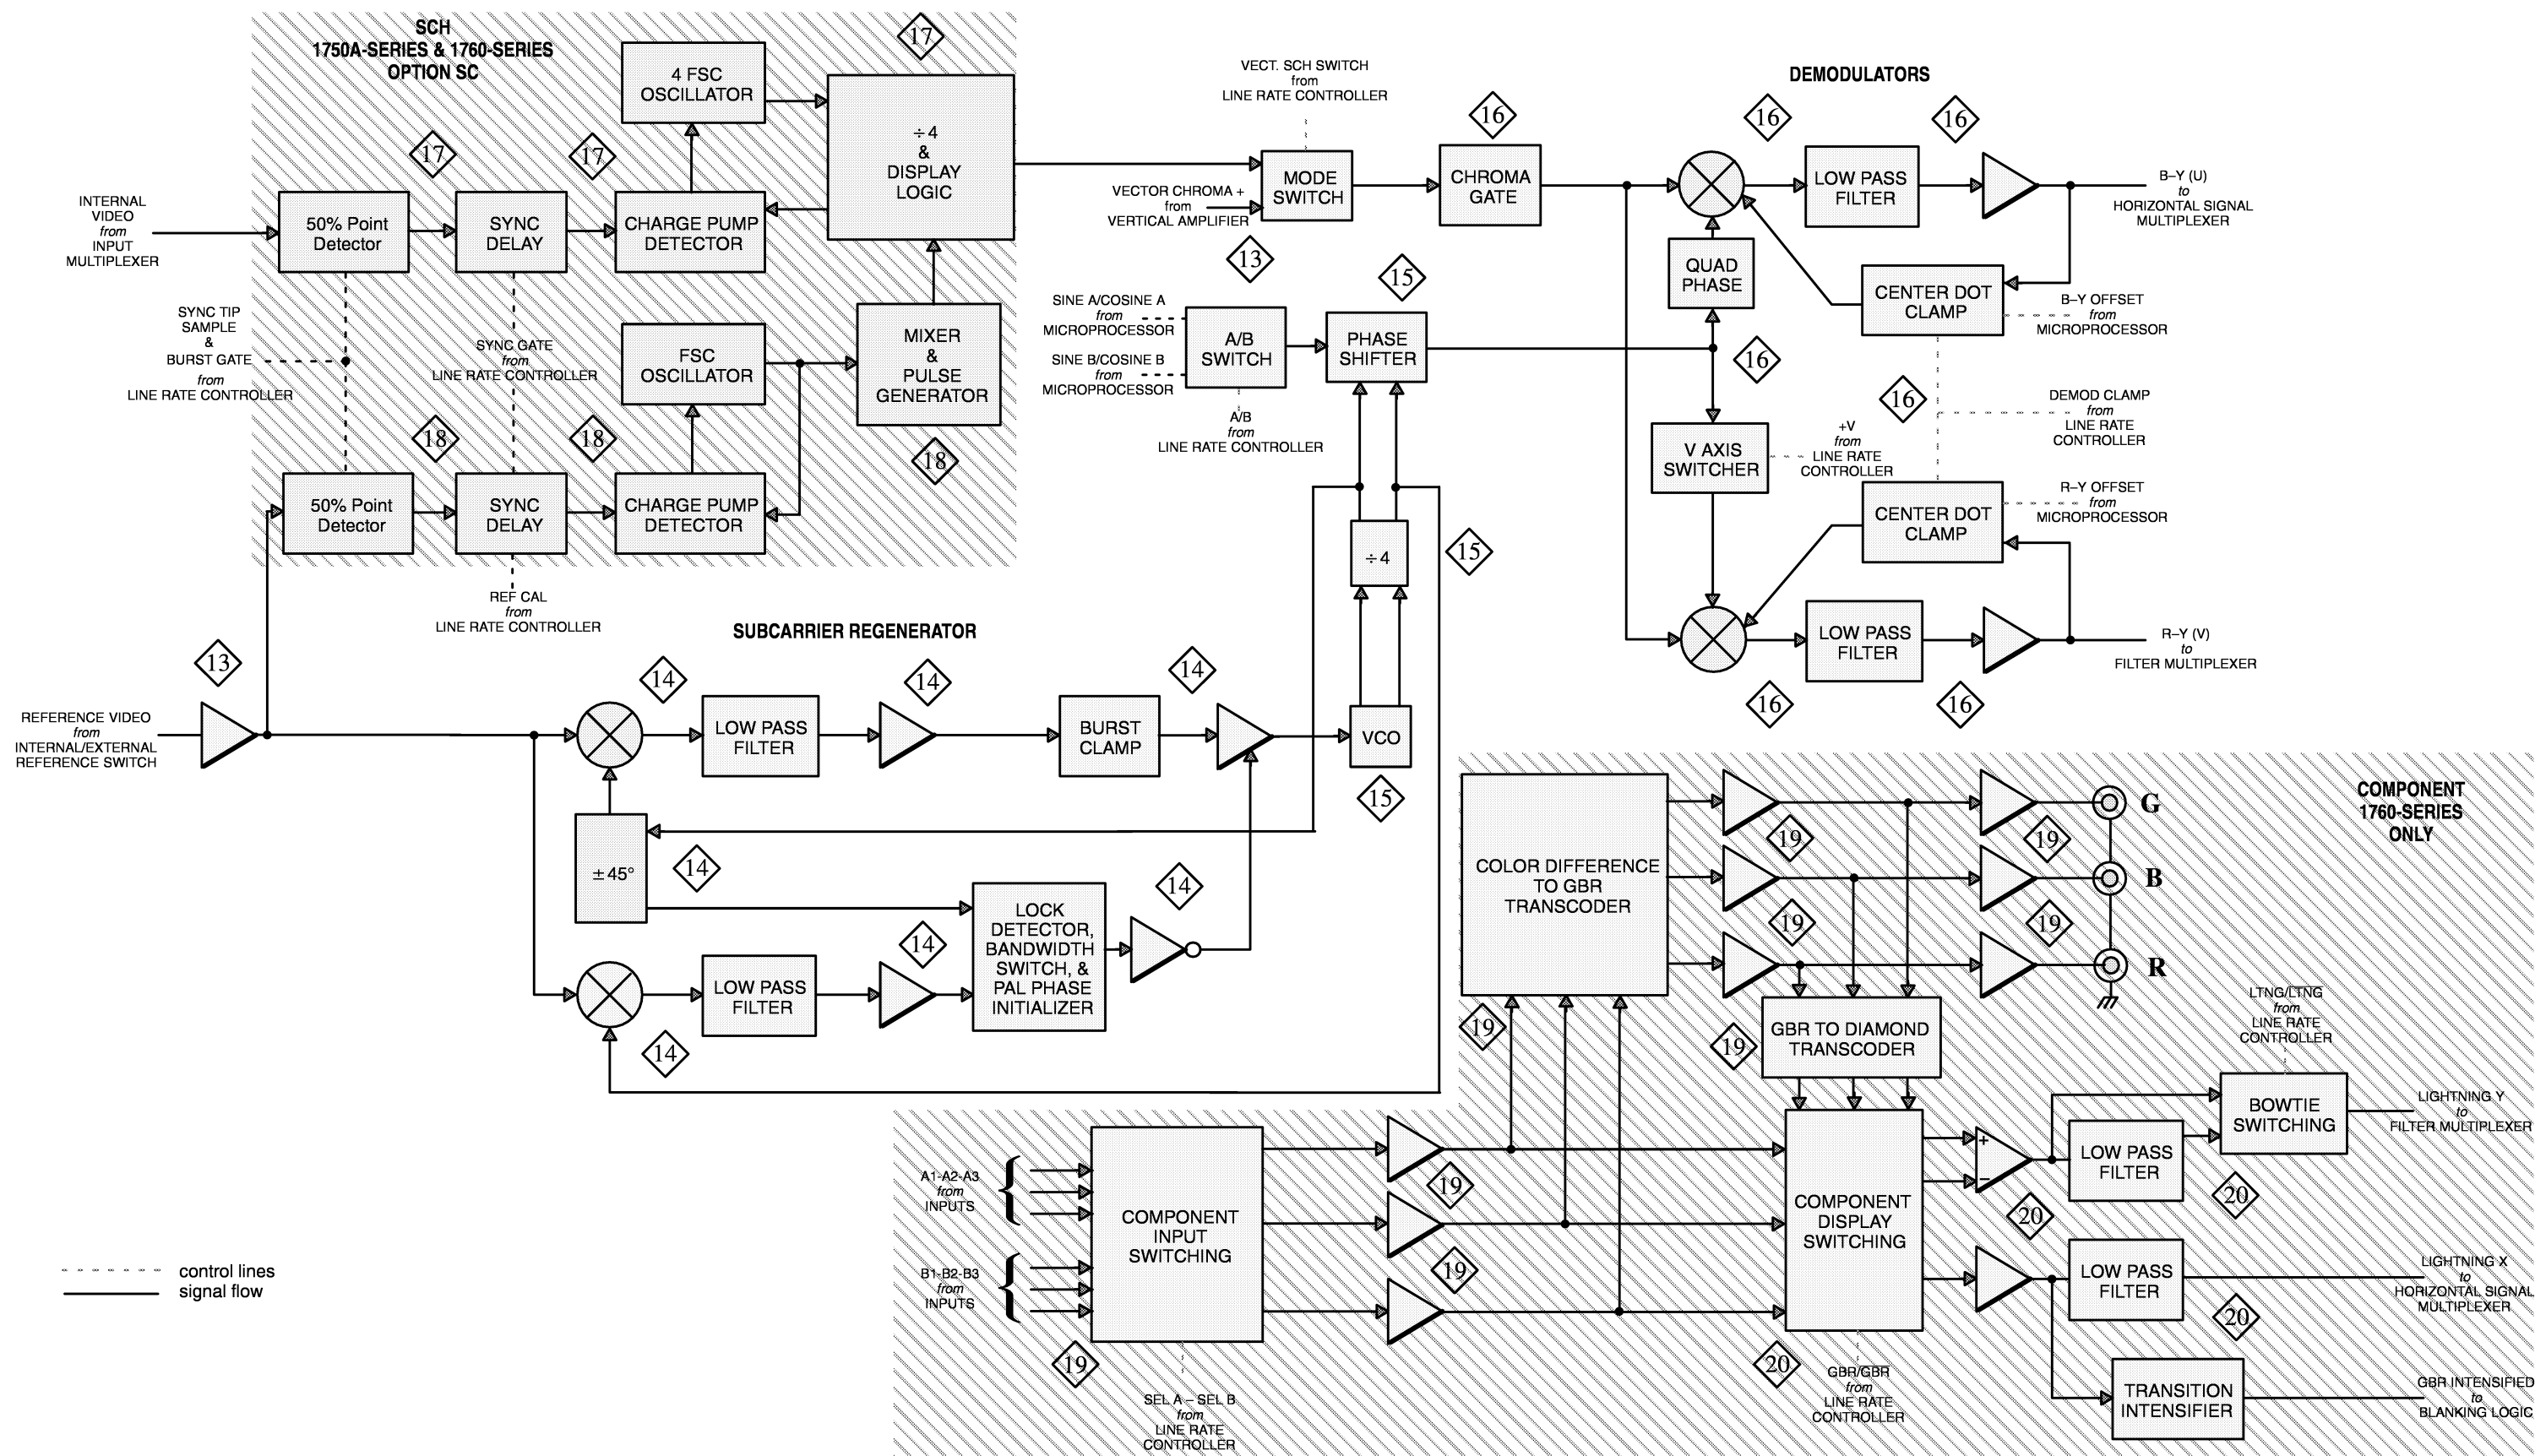 SCH
1750A-SERIES & 1760-SERIES
OPTION SC
17
4 FSC
OSCILLATOR
÷4
&
DISPLAY
LOGIC
17
17
INTERNAL
VIDEO
from
INPUT
MULTIPLEXER
50% Point
Detector
SYNC
DELAY
CHARGE PUMP
DETECTOR
SYNC TIP
SAMPLE
&
BURST GATE
from
LINE RATE CONTROLLER
SYNC GATE
from
LINE RATE CONTROLLER
FSC
OSCILLATOR
MIXER
&
PULSE
GENERATOR
18
18
18
50% Point
Detector
SYNC
DELAY
CHARGE PUMP
DETECTOR
REF CAL
from
LINE RATE CONTROLLER
VECT. SCH SWITCH
from
LINE RATE CONTROLLER
VECTOR CHROMA +
from
VERTICAL AMPLIFIER
MODE
SWITCH
13
16
CHROMA
GATE
DEMODULATORS
16
16
LOW PASS
FILTER
B–Y (U)
to
HORIZONTAL SIGNAL
MULTIPLEXER
QUAD
PHASE
CENTER DOT
CLAMP
B–Y OFFSET
from
MICROPROCESSOR
SINE A/COSINE A
from
MICROPROCESSOR
SINE B/COSINE B
from
MICROPROCESSOR
A/B
SWITCH
15
PHASE
SHIFTER
A/B
from
LINE RATE CONTROLLER
16
16
DEMOD CLAMP
from
LINE RATE
CONTROLLER
V AXIS
SWITCHER
+V
from
LINE RATE
CONTROLLER
CENTER DOT
CLAMP
R–Y OFFSET
from
MICROPROCESSOR
÷4
15
LOW PASS
FILTER
R–Y (V)
to
FILTER MULTIPLEXER
16
16
SUBCARRIER REGENERATOR
13
14
14
14
REFERENCE VIDEO
from
INTERNAL/EXTERNAL
REFERENCE SWITCH
LOW PASS
FILTER
BURST
CLAMP
VCO
15
±45°
14
14
14
LOCK
DETECTOR,
BANDWIDTH
SWITCH, &
PAL PHASE
INITIALIZER
LOW PASS
FILTER
14
COMPONENT
1760-SERIES
ONLY
COLOR DIFFERENCE
TO GBR
TRANSCODER
G
19
19
B
19
19
R
19
19
GBR TO DIAMOND
TRANSCODER
LTNG/LTNG
from
LINE RATE
CONTROLLER
BOWTIE
SWITCHING
LIGHTNING Y
to
FILTER MULTIPLEXER
LOW PASS
FILTER
+
−
20
20
A1-A2-A3
from
INPUTS
COMPONENT
INPUT
SWITCHING
19
COMPONENT
DISPLAY
SWITCHING
B1-B2-B3
from
INPUTS
19
LOW PASS
FILTER
LIGHTNING X
to
HORIZONTAL SIGNAL
MULTIPLEXER
20
control lines
signal flow
19
20
SEL A – SEL B
from
LINE RATE
CONTROLLER
GBR/GBR
from
LINE RATE
CONTROLLER
TRANSITION
INTENSIFIER
GBR INTENSIFIED
to
BLANKING LOGIC